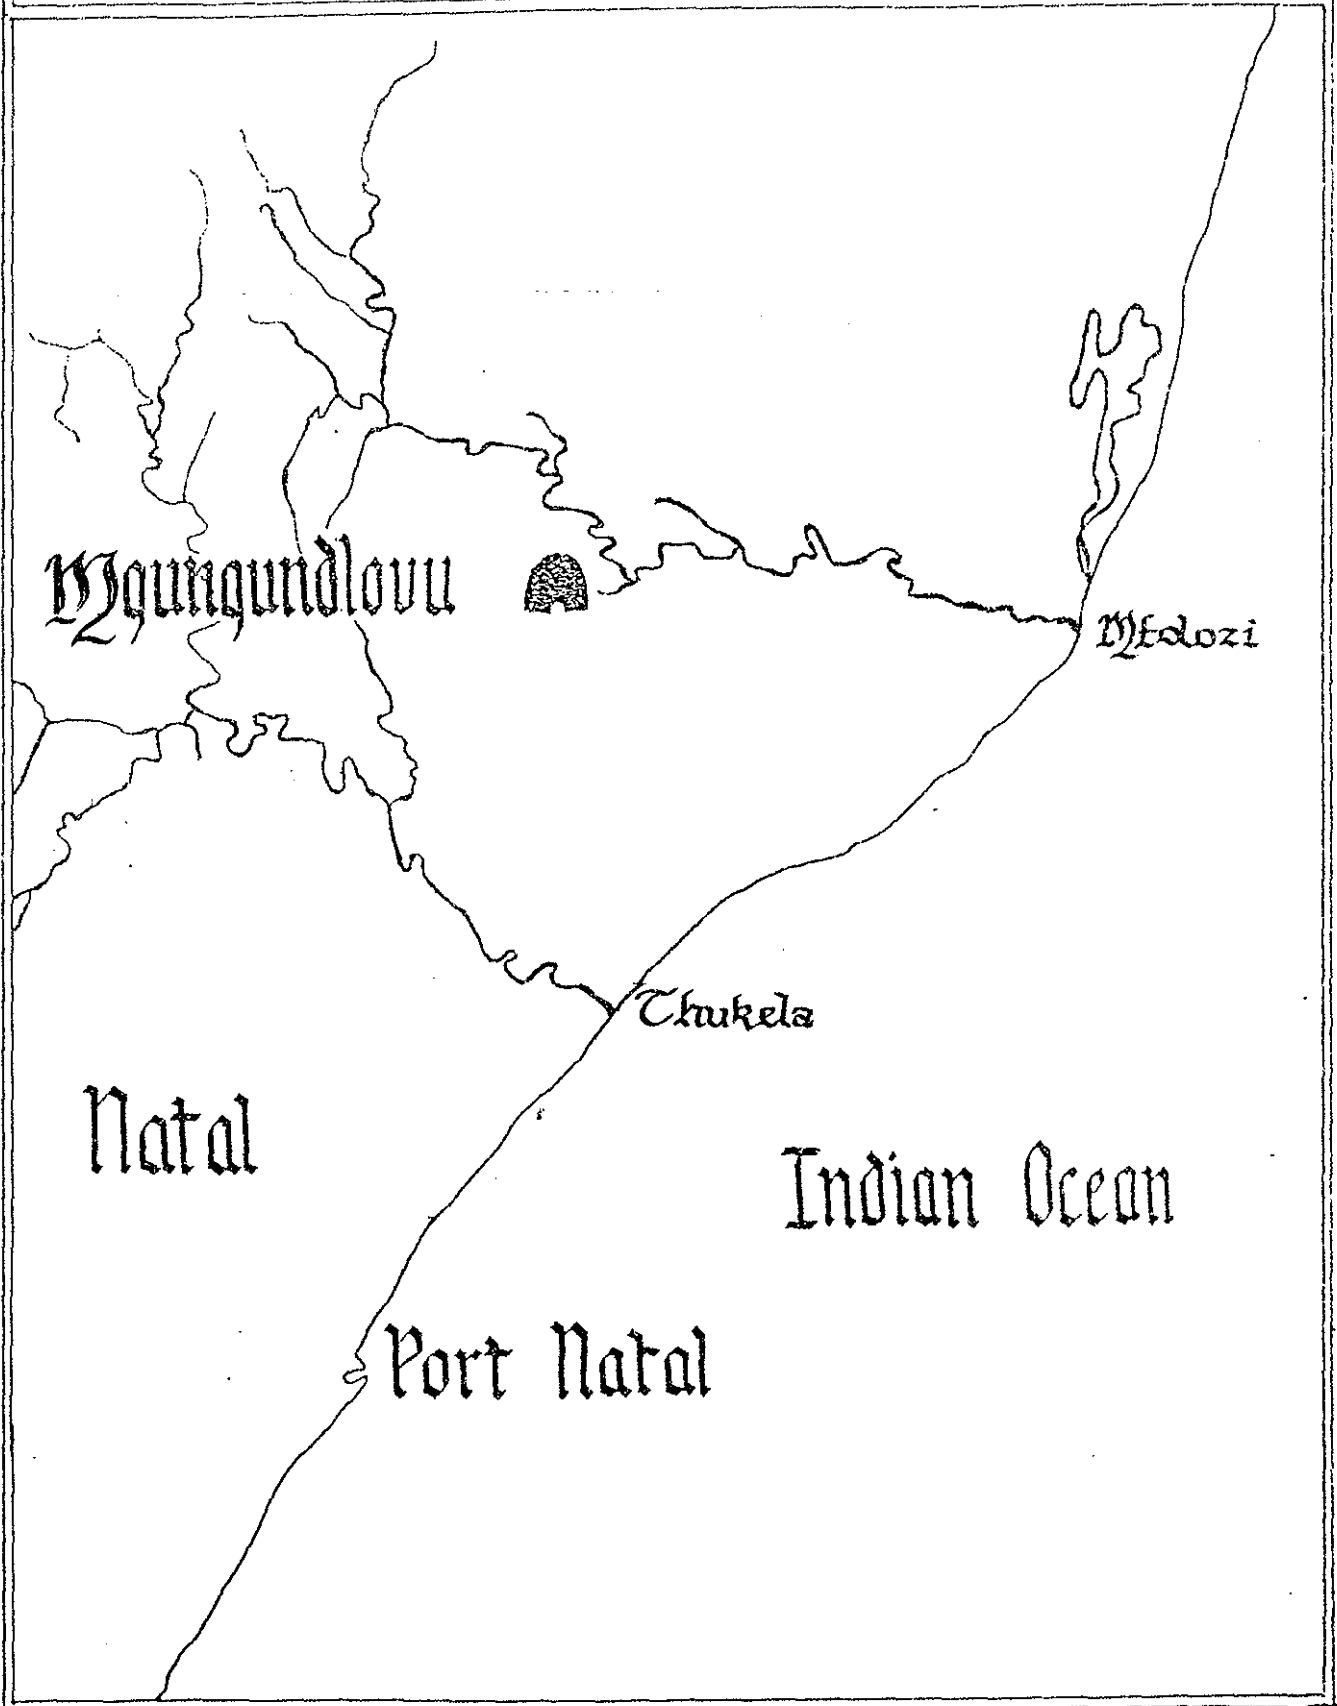 Mgungundlovu
Mfolozi
Thukela
Natal
Indian Ocean
Port Natal